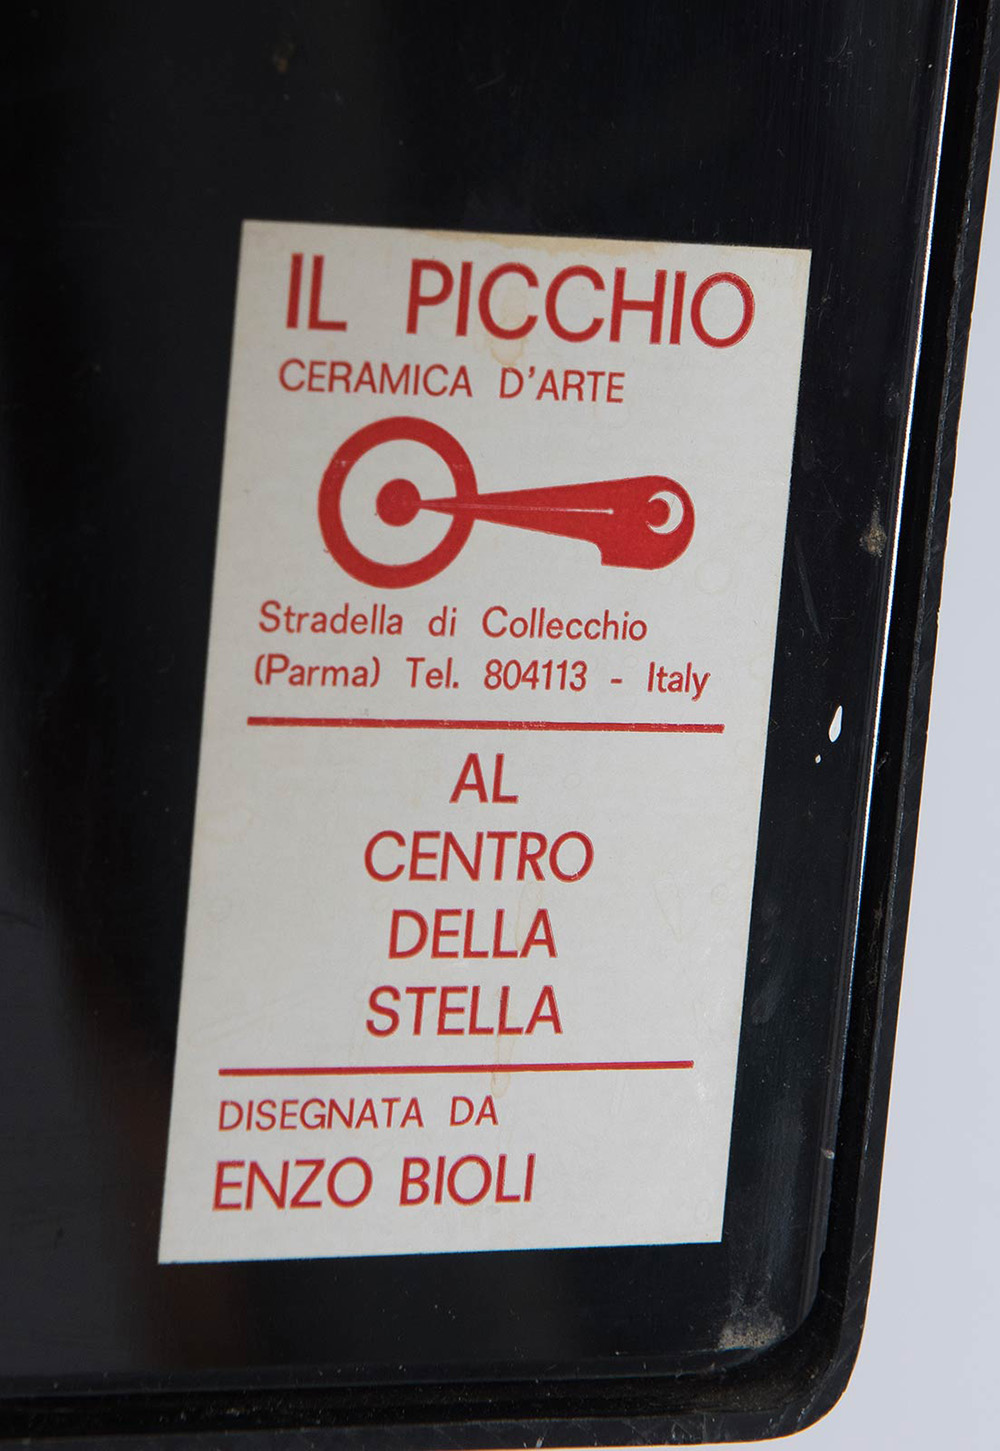 IL PICCHIO
CERAMICA D'ARTE
Stradella di Collecchio
(Parma) Tel. 804113 - Italy
AL
CENTRO
DELLA
STELLA
DISEGNATA DA
ENZO BIOLI